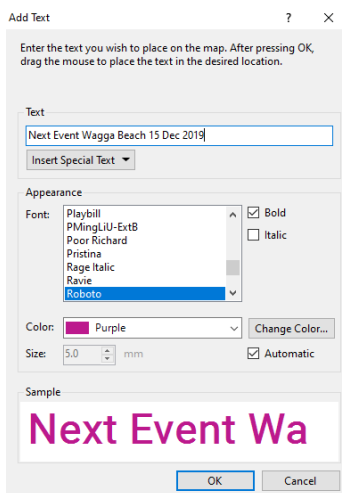 Add Text
? ×
Enter the text you wish to place on the map. After pressing OK,
drag the mouse to place the text in the desired location.
Text
Next Event Wagga Beach 15 Dec 2019
Insert Special Text
Appearance
Font:
Playbill
PMingLiU-ExtB
Poor Richard
Pristina
Rage Italic
Ravie
Roboto
Bold
Italic
Color: Purple Change Color...
Size: 5.0 mm Automatic
Sample
Next Event Wa
OK Cancel